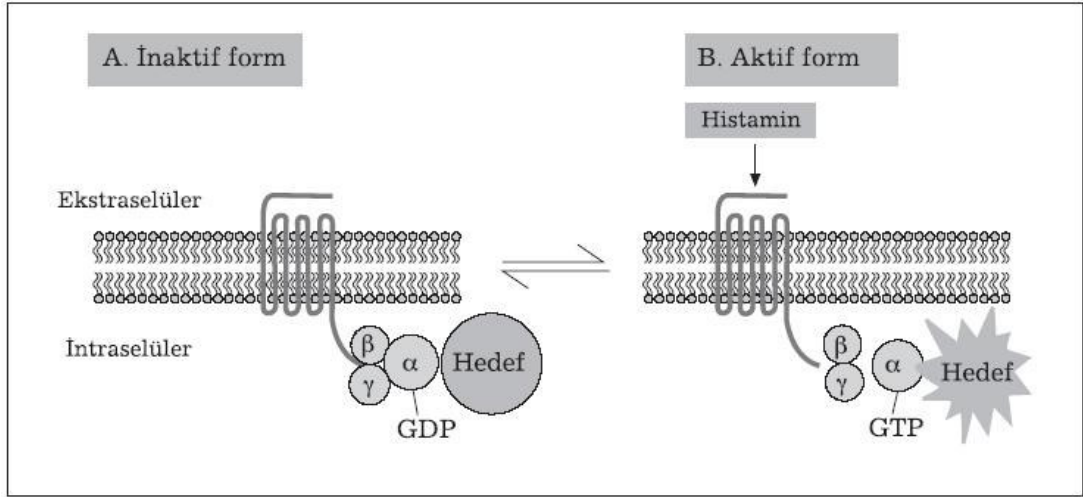 A. İnaktif form
B. Aktif form
Histamin
Ekstraselüler
İntraselüler
β
γ
α
Hedef
GDP
β
γ
α
Hedef
GTP